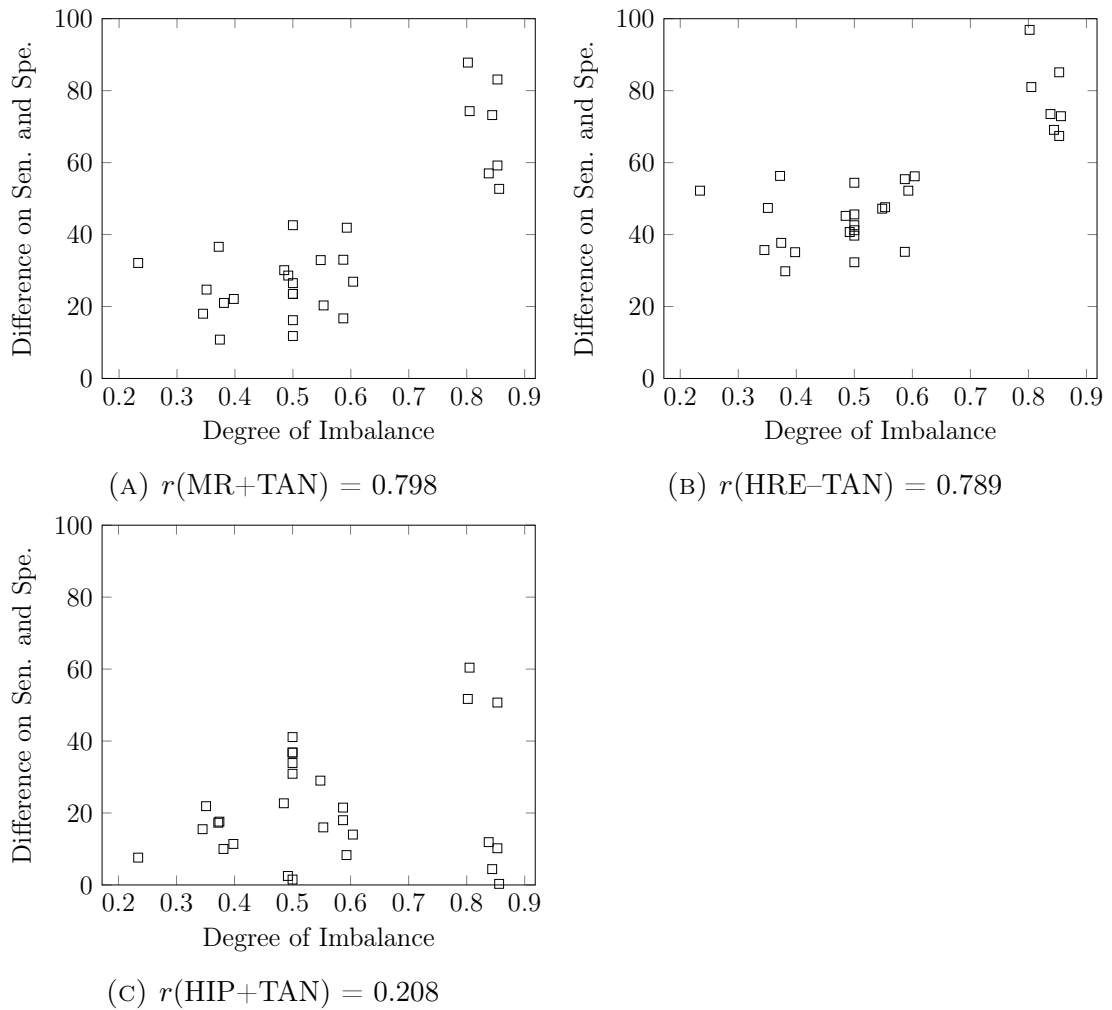 100
80
60
40
20
0
0.2 0.3 0.4 0.5 0.6 0.7 0.8 0.9
Difference on Sen. and Spe.
Degree of Imbalance
(A) r(MR+TAN) = 0.798
100
80
60
40
20
0
0.2 0.3 0.4 0.5 0.6 0.7 0.8 0.9
Difference on Sen. and Spe.
Degree of Imbalance
(B) r(HRE–TAN) = 0.789
100
80
60
40
20
0
0.2 0.3 0.4 0.5 0.6 0.7 0.8 0.9
Difference on Sen. and Spe.
Degree of Imbalance
(C) r(HIP+TAN) = 0.208